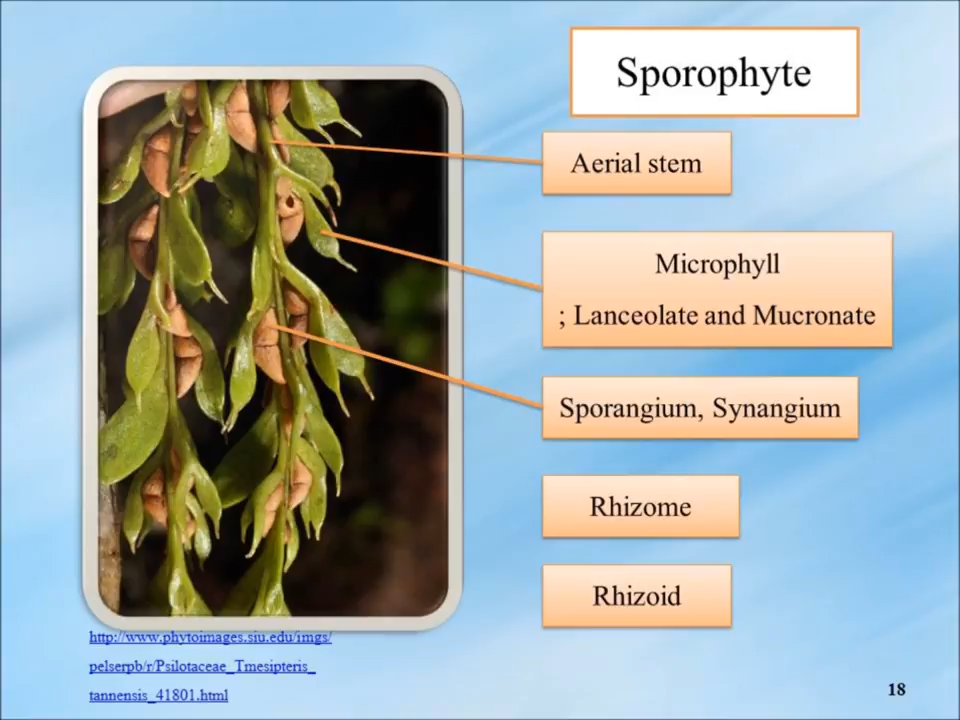 Sporophyte
Aerial stem
Microphyll
; Lanceolate and Mucronate
Sporangium, Synangium
Rhizome
Rhizoid
http://www.phytoimages.siu.edu/imgs/
pelserpb/r/Psilotaceae_Tmesipteris_
tannensis_41801.html
18